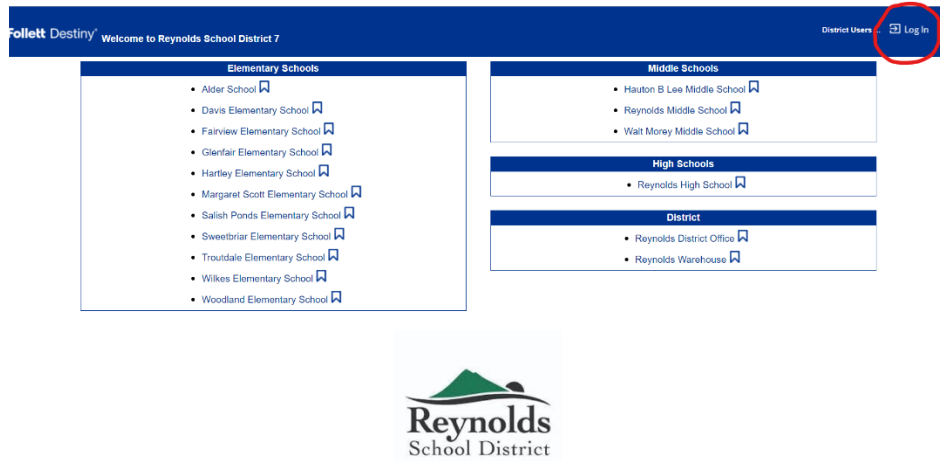 Follett Destiny® Welcome to Reynolds School District 7
District Users ... Log In
Elementary Schools
Alder School
Davis Elementary School
Fairview Elementary School
Glenfair Elementary School
Hartley Elementary School
Margaret Scott Elementary School
Salish Ponds Elementary School
Sweetbriar Elementary School
Troutdale Elementary School
Wilkes Elementary School
Woodland Elementary School
Middle Schools
Hauton B Lee Middle School
Reynolds Middle School
Walt Morey Middle School
High Schools
Reynolds High School
District
Reynolds District Office
Reynolds Warehouse
Reynolds
School District